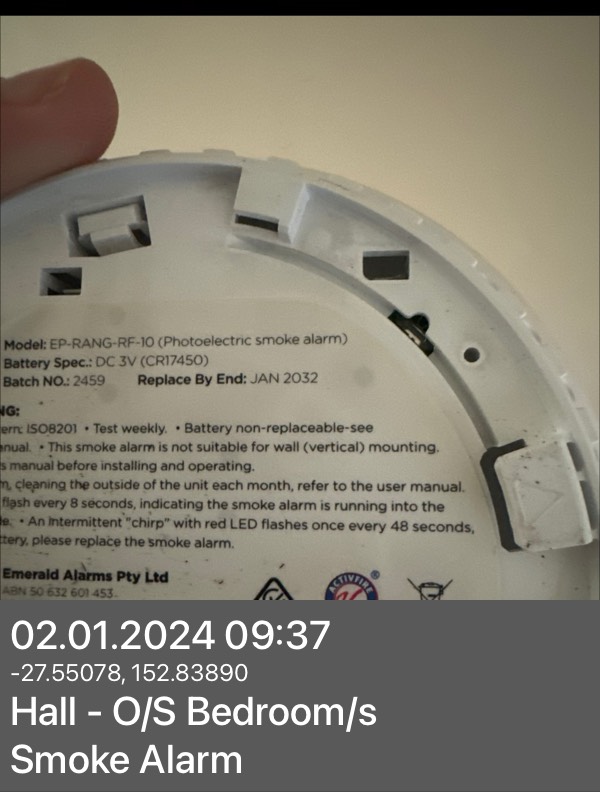 Model: EP-RANG-RF-10 (Photoelectric smoke alarm)
Battery Spec.: DC 3V (CR17450)
Batch NO.: 2459 Replace By End: JAN 2032
NG:
ern: ISO8201 • Test weekly. • Battery non-replaceable-see
nual. • This smoke alarm is not suitable for wall (vertical) mounting.
s manual before installing and operating.
n, cleaning the outside of the unit each month, refer to the user manual.
flash every 8 seconds, indicating the smoke alarm is running into the
e. • An intermittent "chirp" with red LED flashes once every 48 seconds,
ttery, please replace the smoke alarm.
Emerald Alarms Pty Ltd
ABN 50 632 601 453.
ACTIVFIRE ®
02.01.2024 09:37
-27.55078, 152.83890
Hall - O/S Bedroom/s
Smoke Alarm